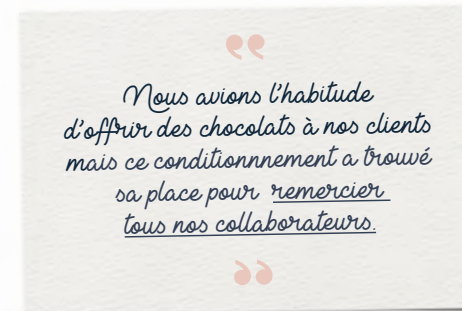 Nous avions l'habitude
d'offrir des chocolats à nos clients
mais ce conditionnnement a trouvé
sa place pour remercier
tous nos collaborateurs.